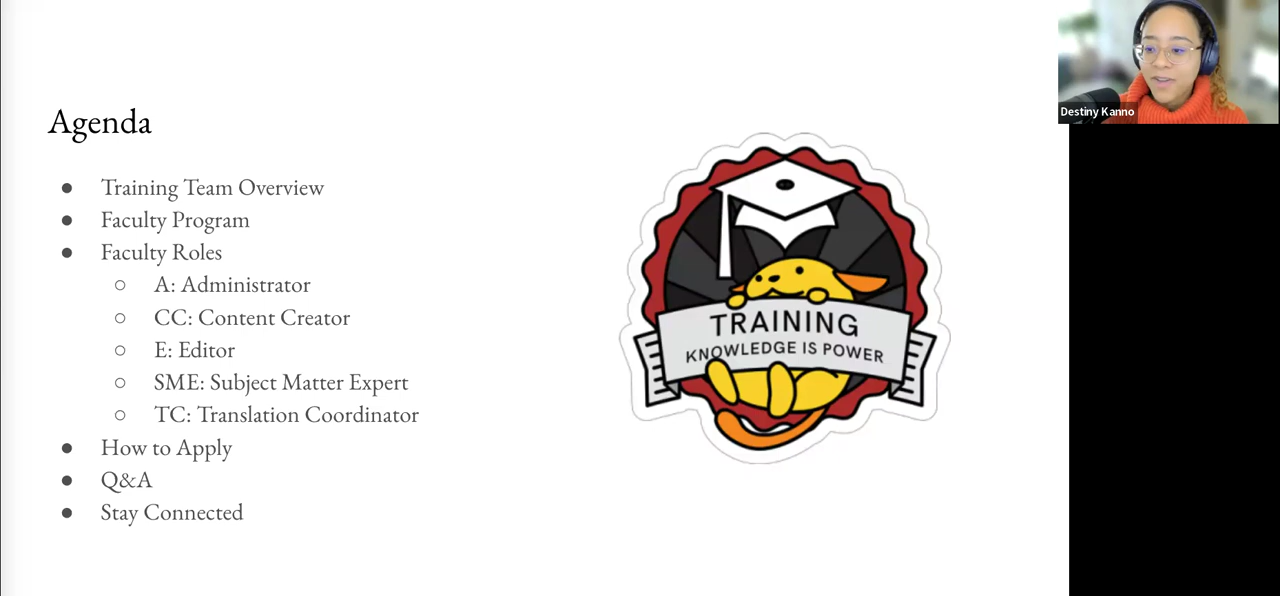 Agenda
● Training Team Overview
● Faculty Program
● Faculty Roles
○ A: Administrator
○ CC: Content Creator
○ E: Editor
○ SME: Subject Matter Expert
○ TC: Translation Coordinator
● How to Apply
● Q&A
● Stay Connected
TRAINING
KNOWLEDGE IS POWER
Destiny Kanno